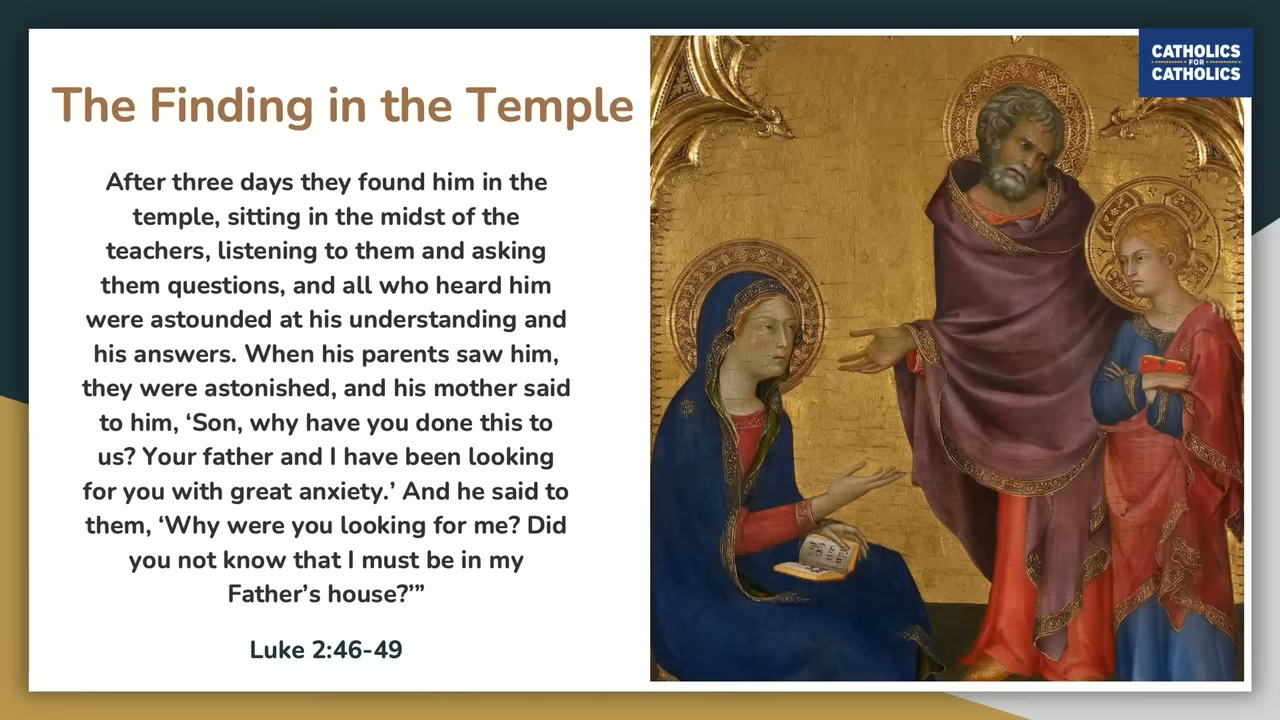 The Finding in the Temple
After three days they found him in the
temple, sitting in the midst of the
teachers, listening to them and asking
them questions, and all who heard him
were astounded at his understanding and
his answers. When his parents saw him,
they were astonished, and his mother said
to him, ‘Son, why have you done this to
us? Your father and I have been looking
for you with great anxiety.’ And he said to
them, ‘Why were you looking for me? Did
you not know that I must be in my
Father’s house?’”
Luke 2:46-49
CATHOLICS
FOR
CATHOLICS